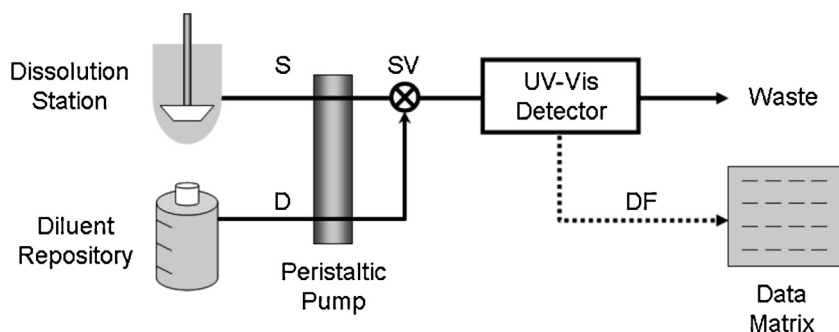 Dissolution
Station
S
SV
UV-Vis
Detector
Waste
Diluent
Repository
D
Peristaltic
Pump
DF
Data
Matrix